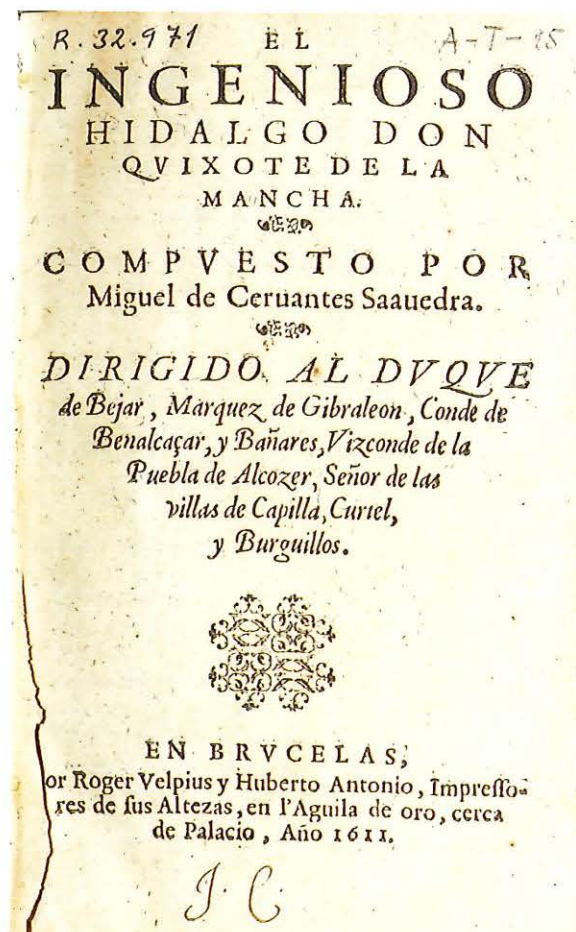 R. 32.971 A-T-15
EL
INGENIOSO
HIDALGO DON
QVIXOTE DE LA
MANCHA.
COMPVESTO POR
Miguel de Ceruantes Saauedra.
DIRIGIDO AL DVQVE
de Bejar, Marquez de Gibraleon, Conde de
Benalcaçar, y Bañares, Vizconde de la
Puebla de Alcozer, Señor de las
villas de Capilla, Curiel,
y Burguillos.
EN BRVCELAS,
or Roger Velpius y Huberto Antonio, Impreſſo-
res de ſus Altezas, en l'Aguila de oro, cerca
de Palacio, Año 1611.
J. C